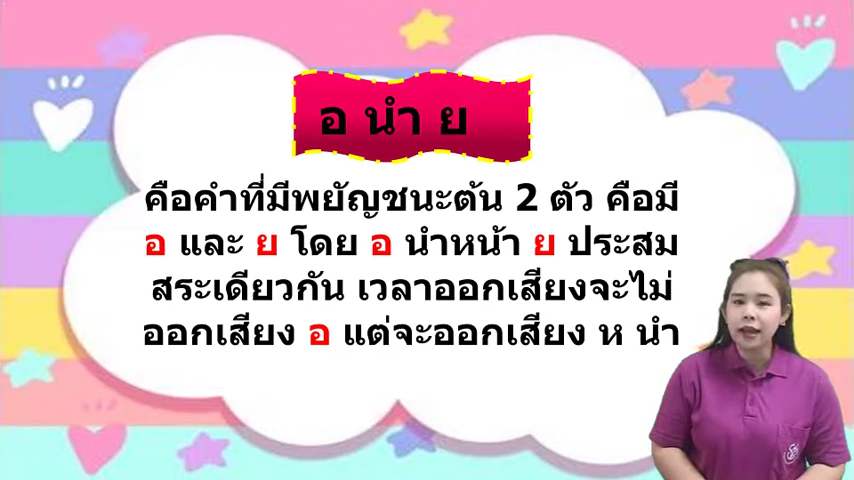 อ นำ ย
คือคำที่มีพยัญชนะต้น 2 ตัว คือมี
อ และ ย โดย อ นำหน้า ย ประสม
สระเดียวกัน เวลาออกเสียงจะไม่
ออกเสียง อ แต่จะออกเสียง ห นำ